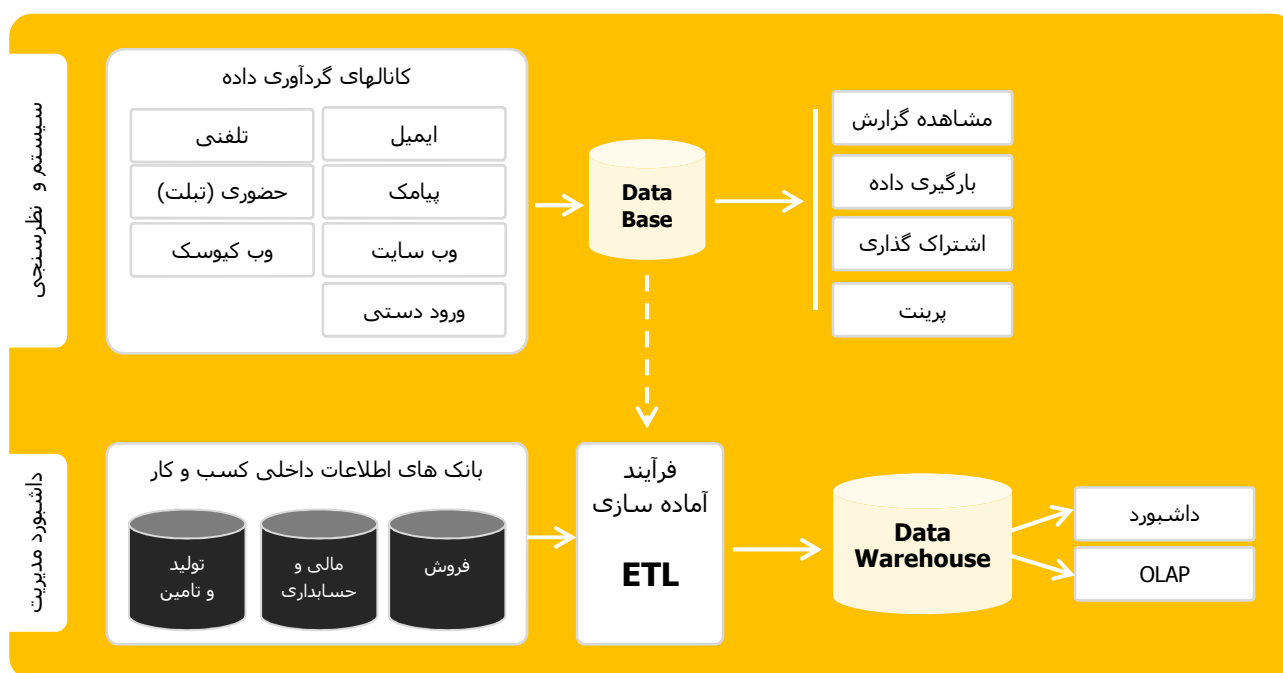 سیستم و نظرسنجی
کانالهای گردآوری داده
ایمیل
تلفنی
پیامک
حضوری (تبلت)
وب سایت
وب کیوسک
ورود دستی
Data
Base
مشاهده گزارش
بارگیری داده
اشتراک گذاری
پرینت
داشبورد مدیریت
بانک های اطلاعات داخلی کسب و کار
فروش
مالی و
حسابداری
تولید
و تامین
فرآیند
آماده سازی
ETL
Data
Warehouse
داشبورد
OLAP